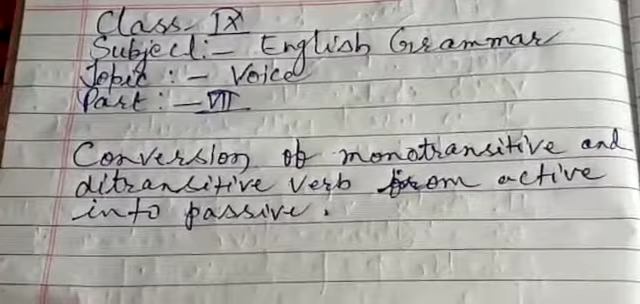 Class - IX
Subject :- English Grammar
Topic :- Voice
Part :- VII
Conversion of monotransitive and
ditransitive verb from active
into passive.